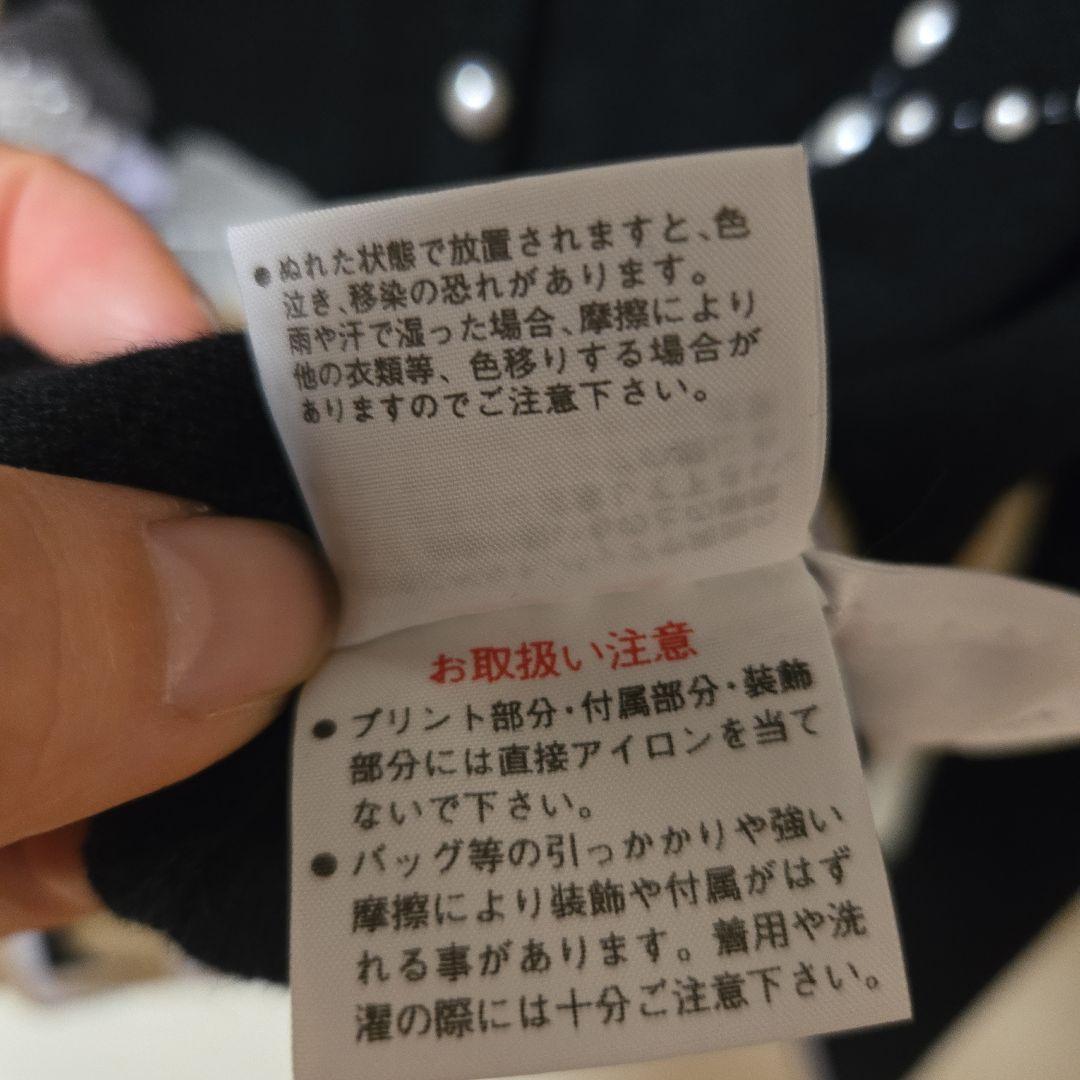 ●ぬれた状態で放置されますと、色
泣き、移染の恐れがあります。
雨や汗で湿った場合、摩擦により
他の衣類等、色移りする場合が
ありますのでご注意下さい。
お取扱い注意
●プリント部分・付属部分・装飾
部分には直接アイロンを当て
ないで下さい。
●バッグ等の引っかかりや強い
摩擦により装飾や付属がはず
れる事があります。着用や洗
濯の際には十分ご注意下さい。